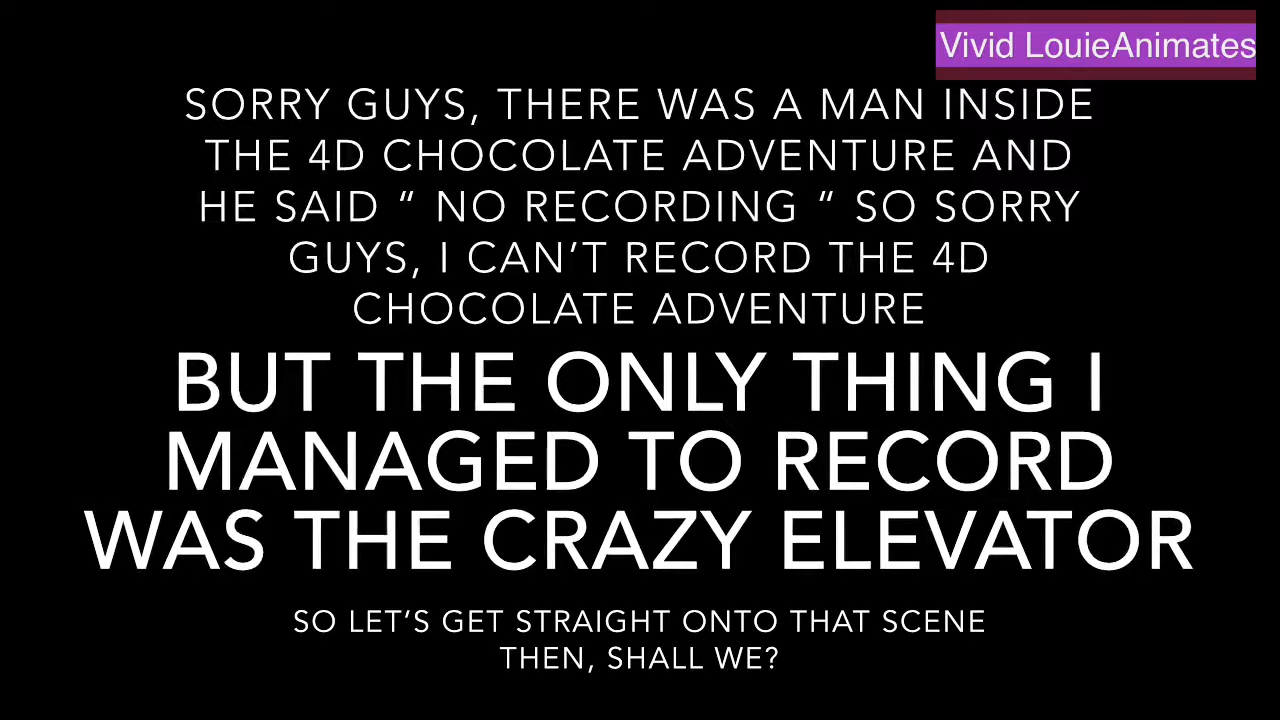 Vivid LouieAnimates
SORRY GUYS, THERE WAS A MAN INSIDE
THE 4D CHOCOLATE ADVENTURE AND
HE SAID “ NO RECORDING “ SO SORRY
GUYS, I CAN’T RECORD THE 4D
CHOCOLATE ADVENTURE
BUT THE ONLY THING I
MANAGED TO RECORD
WAS THE CRAZY ELEVATOR
SO LET’S GET STRAIGHT ONTO THAT SCENE
THEN, SHALL WE?